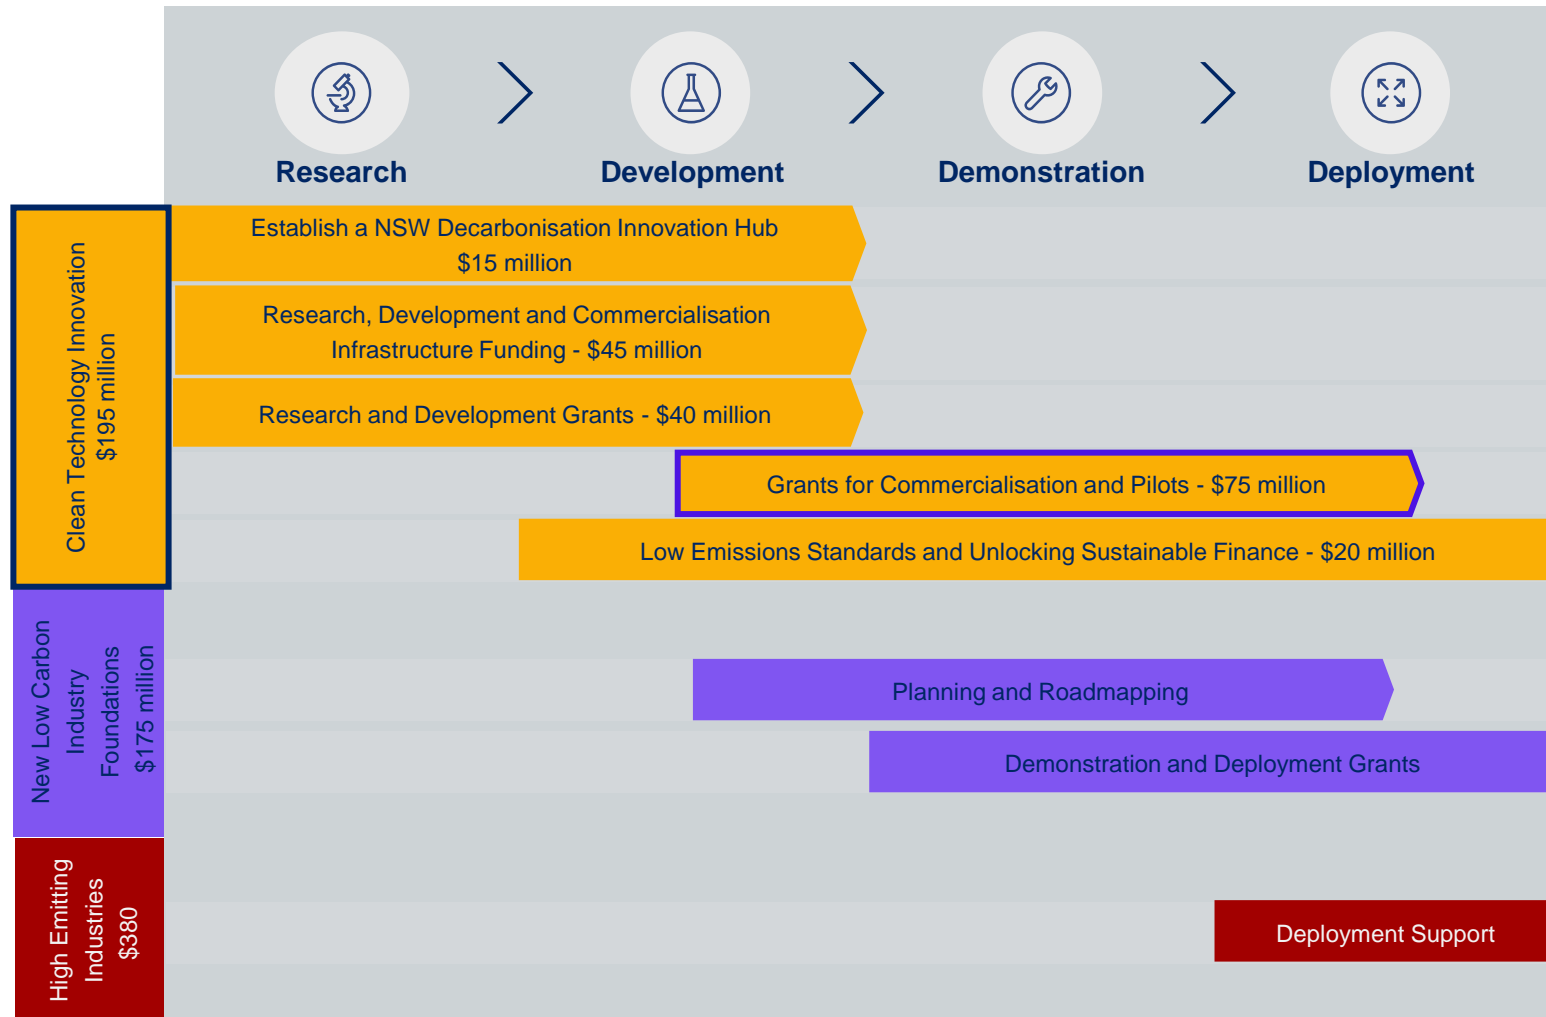 Research
Development
Demonstration
Deployment
Clean Technology Innovation
$195 million
Establish a NSW Decarbonisation Innovation Hub
$15 million
Research, Development and Commercialisation
Infrastructure Funding - $45 million
Research and Development Grants - $40 million
Grants for Commercialisation and Pilots - $75 million
Low Emissions Standards and Unlocking Sustainable Finance - $20 million
New Low Carbon
Industry
Foundations
$175 million
Planning and Roadmapping
Demonstration and Deployment Grants
High Emitting
Industries
$380
Deployment Support